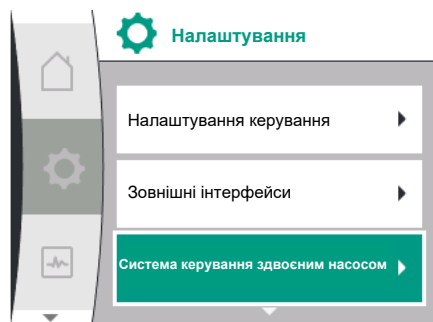 Налаштування
Налаштування керування
Зовнішні інтерфейси
Система керування здвоєним насосом